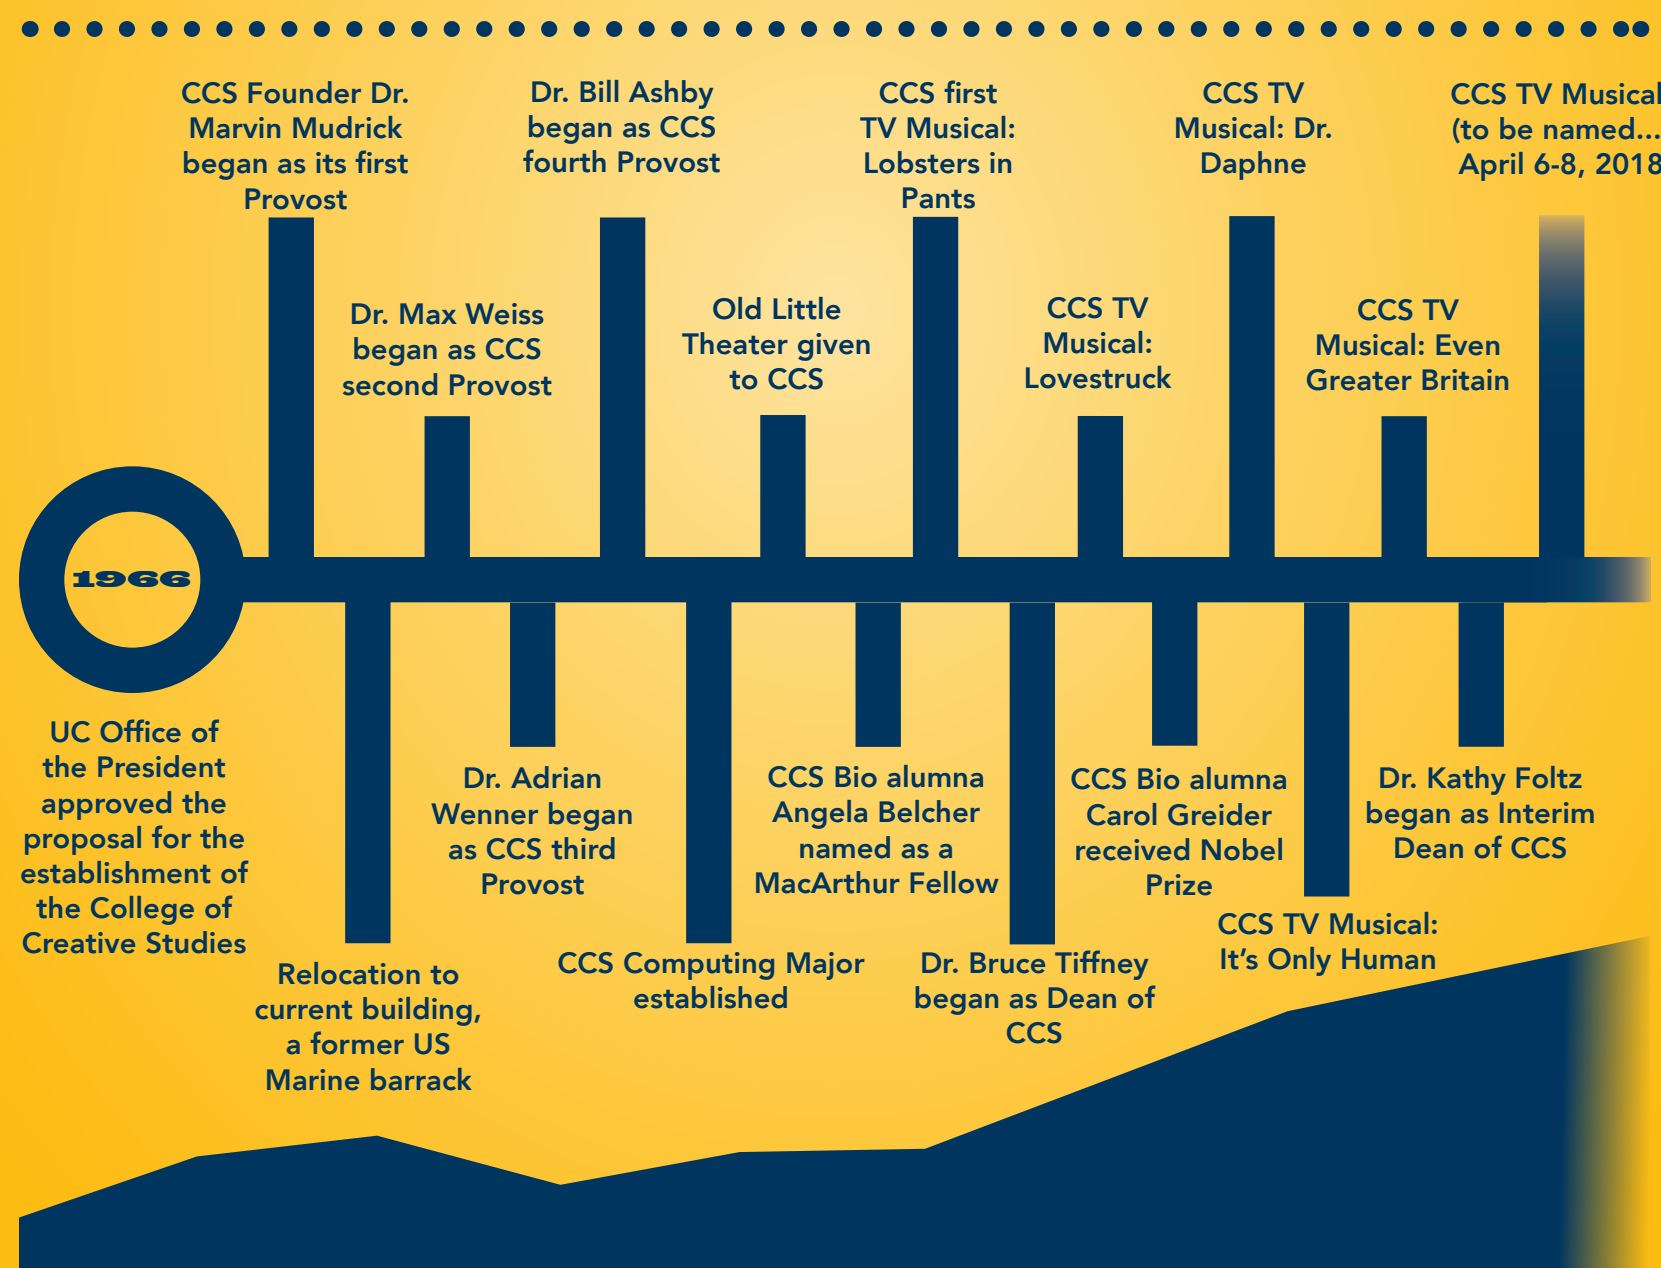 CCS Founder Dr.
Marvin Mudrick
began as its first
Provost
Dr. Bill Ashby
began as CCS
fourth Provost
CCS first
TV Musical:
Lobsters in
Pants
CCS TV
Musical: Dr.
Daphne
CCS TV Musical
(to be named...
April 6-8, 2018
Dr. Max Weiss
began as CCS
second Provost
Old Little
Theater given
to CCS
CCS TV
Musical:
Lovestruck
CCS TV
Musical: Even
Greater Britain
1966
UC Office of
the President
approved the
proposal for the
establishment of
the College of
Creative Studies
Relocation to
current building,
a former US
Marine barrack
Dr. Adrian
Wenner began
as CCS third
Provost
CCS Computing Major
established
CCS Bio alumna
Angela Belcher
named as a
MacArthur Fellow
Dr. Bruce Tiffney
began as Dean of
CCS
CCS Bio alumna
Carol Greider
received Nobel
Prize
CCS TV Musical:
It's Only Human
Dr. Kathy Foltz
began as Interim
Dean of CCS